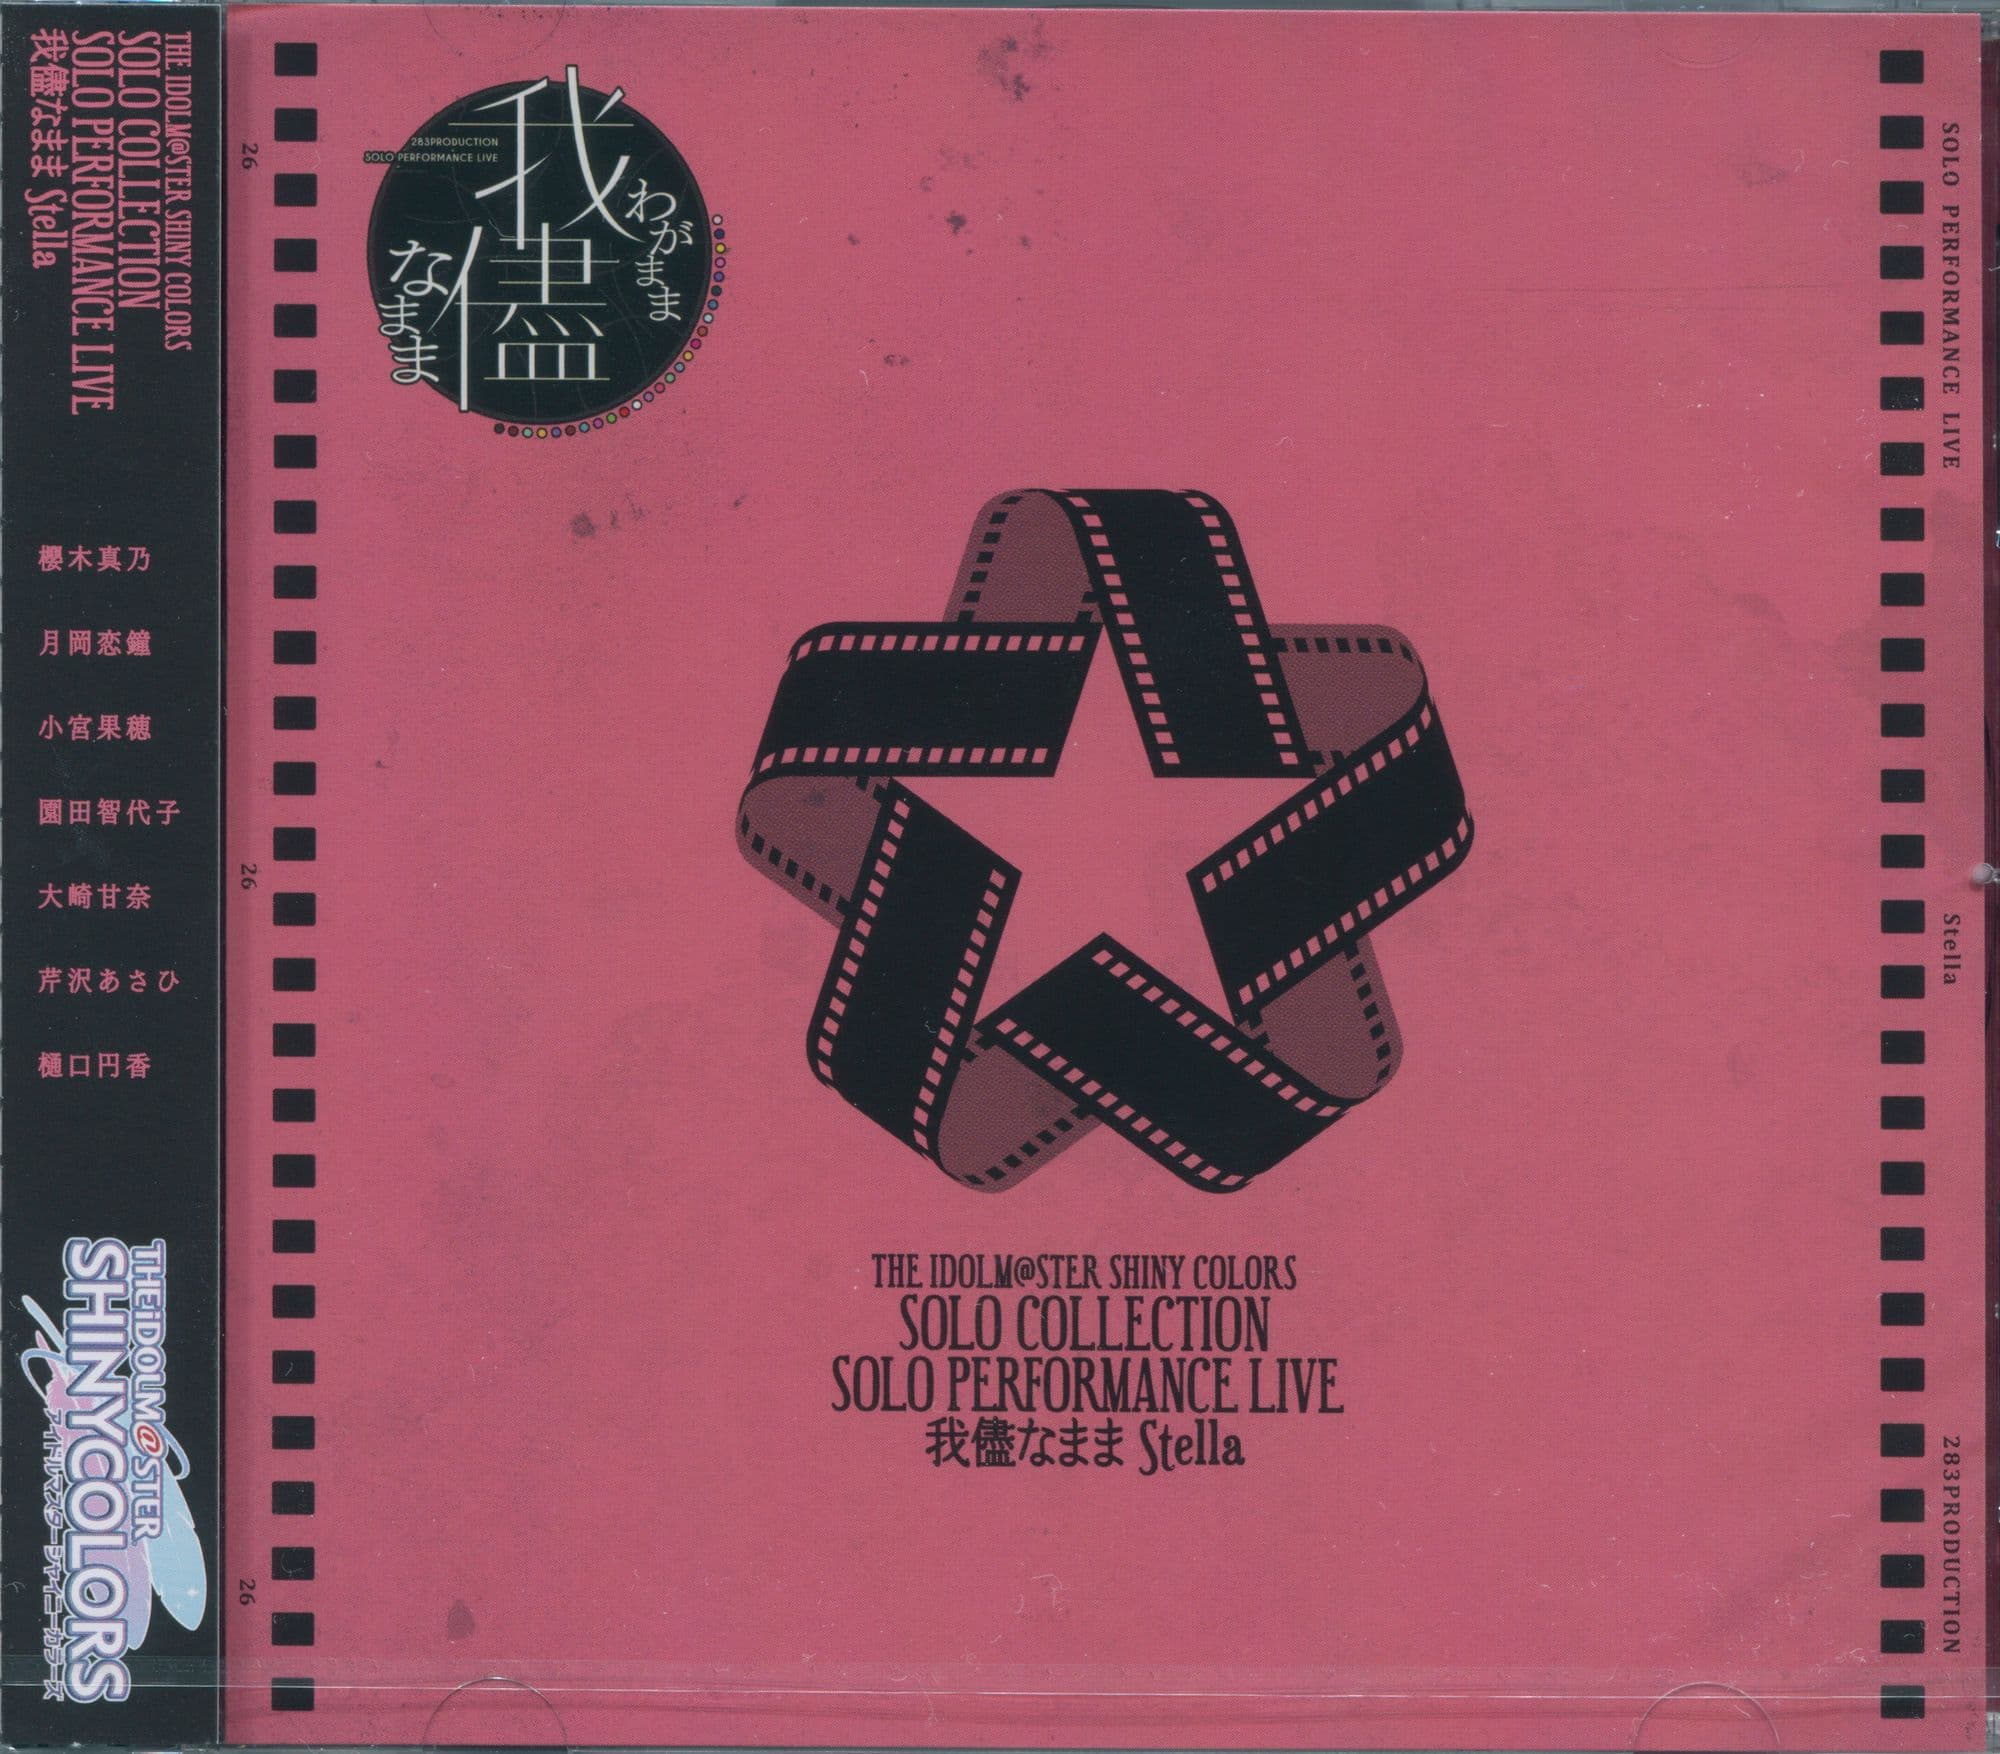 THE IDOLM@STER SHINY COLORS
SOLO COLLECTION
SOLO PERFORMANCE LIVE
我儘なまま Stella
櫻木真乃
月岡恋鐘
小宮果穂
園田智代子
大崎甘奈
芹沢あさひ
樋口円香
THE iDOLM@STER
SHINYCOLORS
アイドルマスターシャイニーカラーズ
26
26
26
283PRODUCTION
SOLO PERFORMANCE LIVE
我儘
なまま
わがまま
THE IDOLM@STER SHINY COLORS
SOLO COLLECTION
SOLO PERFORMANCE LIVE
我儘なまま Stella
SOLO PERFORMANCE LIVE
Stella
283PRODUCTION